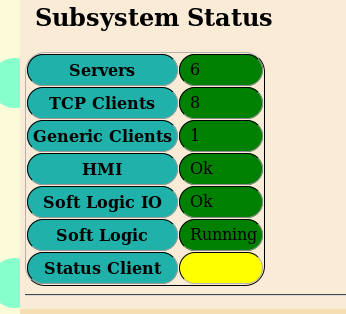 Subsystem Status
Servers 6
TCP Clients 8
Generic Clients 1
HMI Ok
Soft Logic IO Ok
Soft Logic Running
Status Client